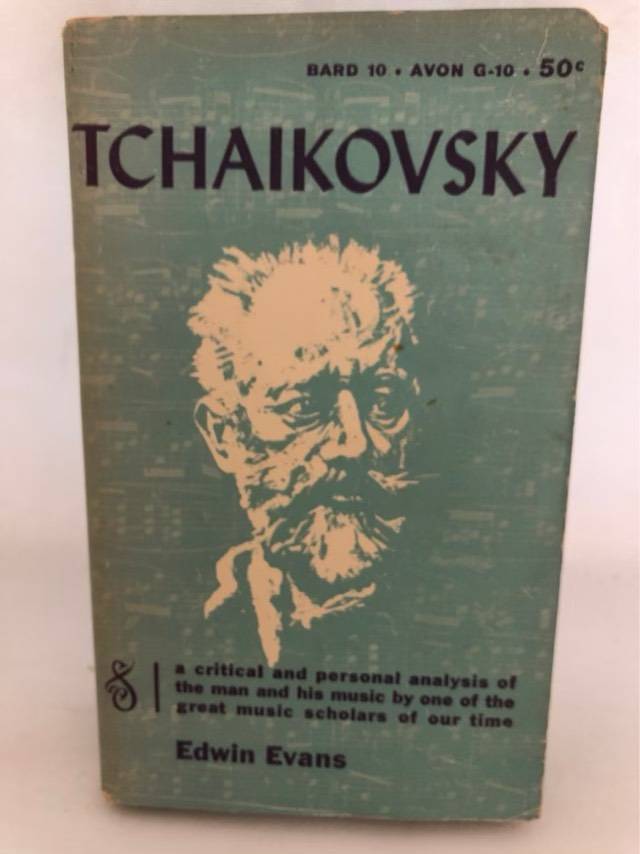 BARD 10 • AVON G-10 • 50c
TCHAIKOVSKY
a critical and personal analysis of
the man and his music by one of the
great music scholars of our time
Edwin Evans